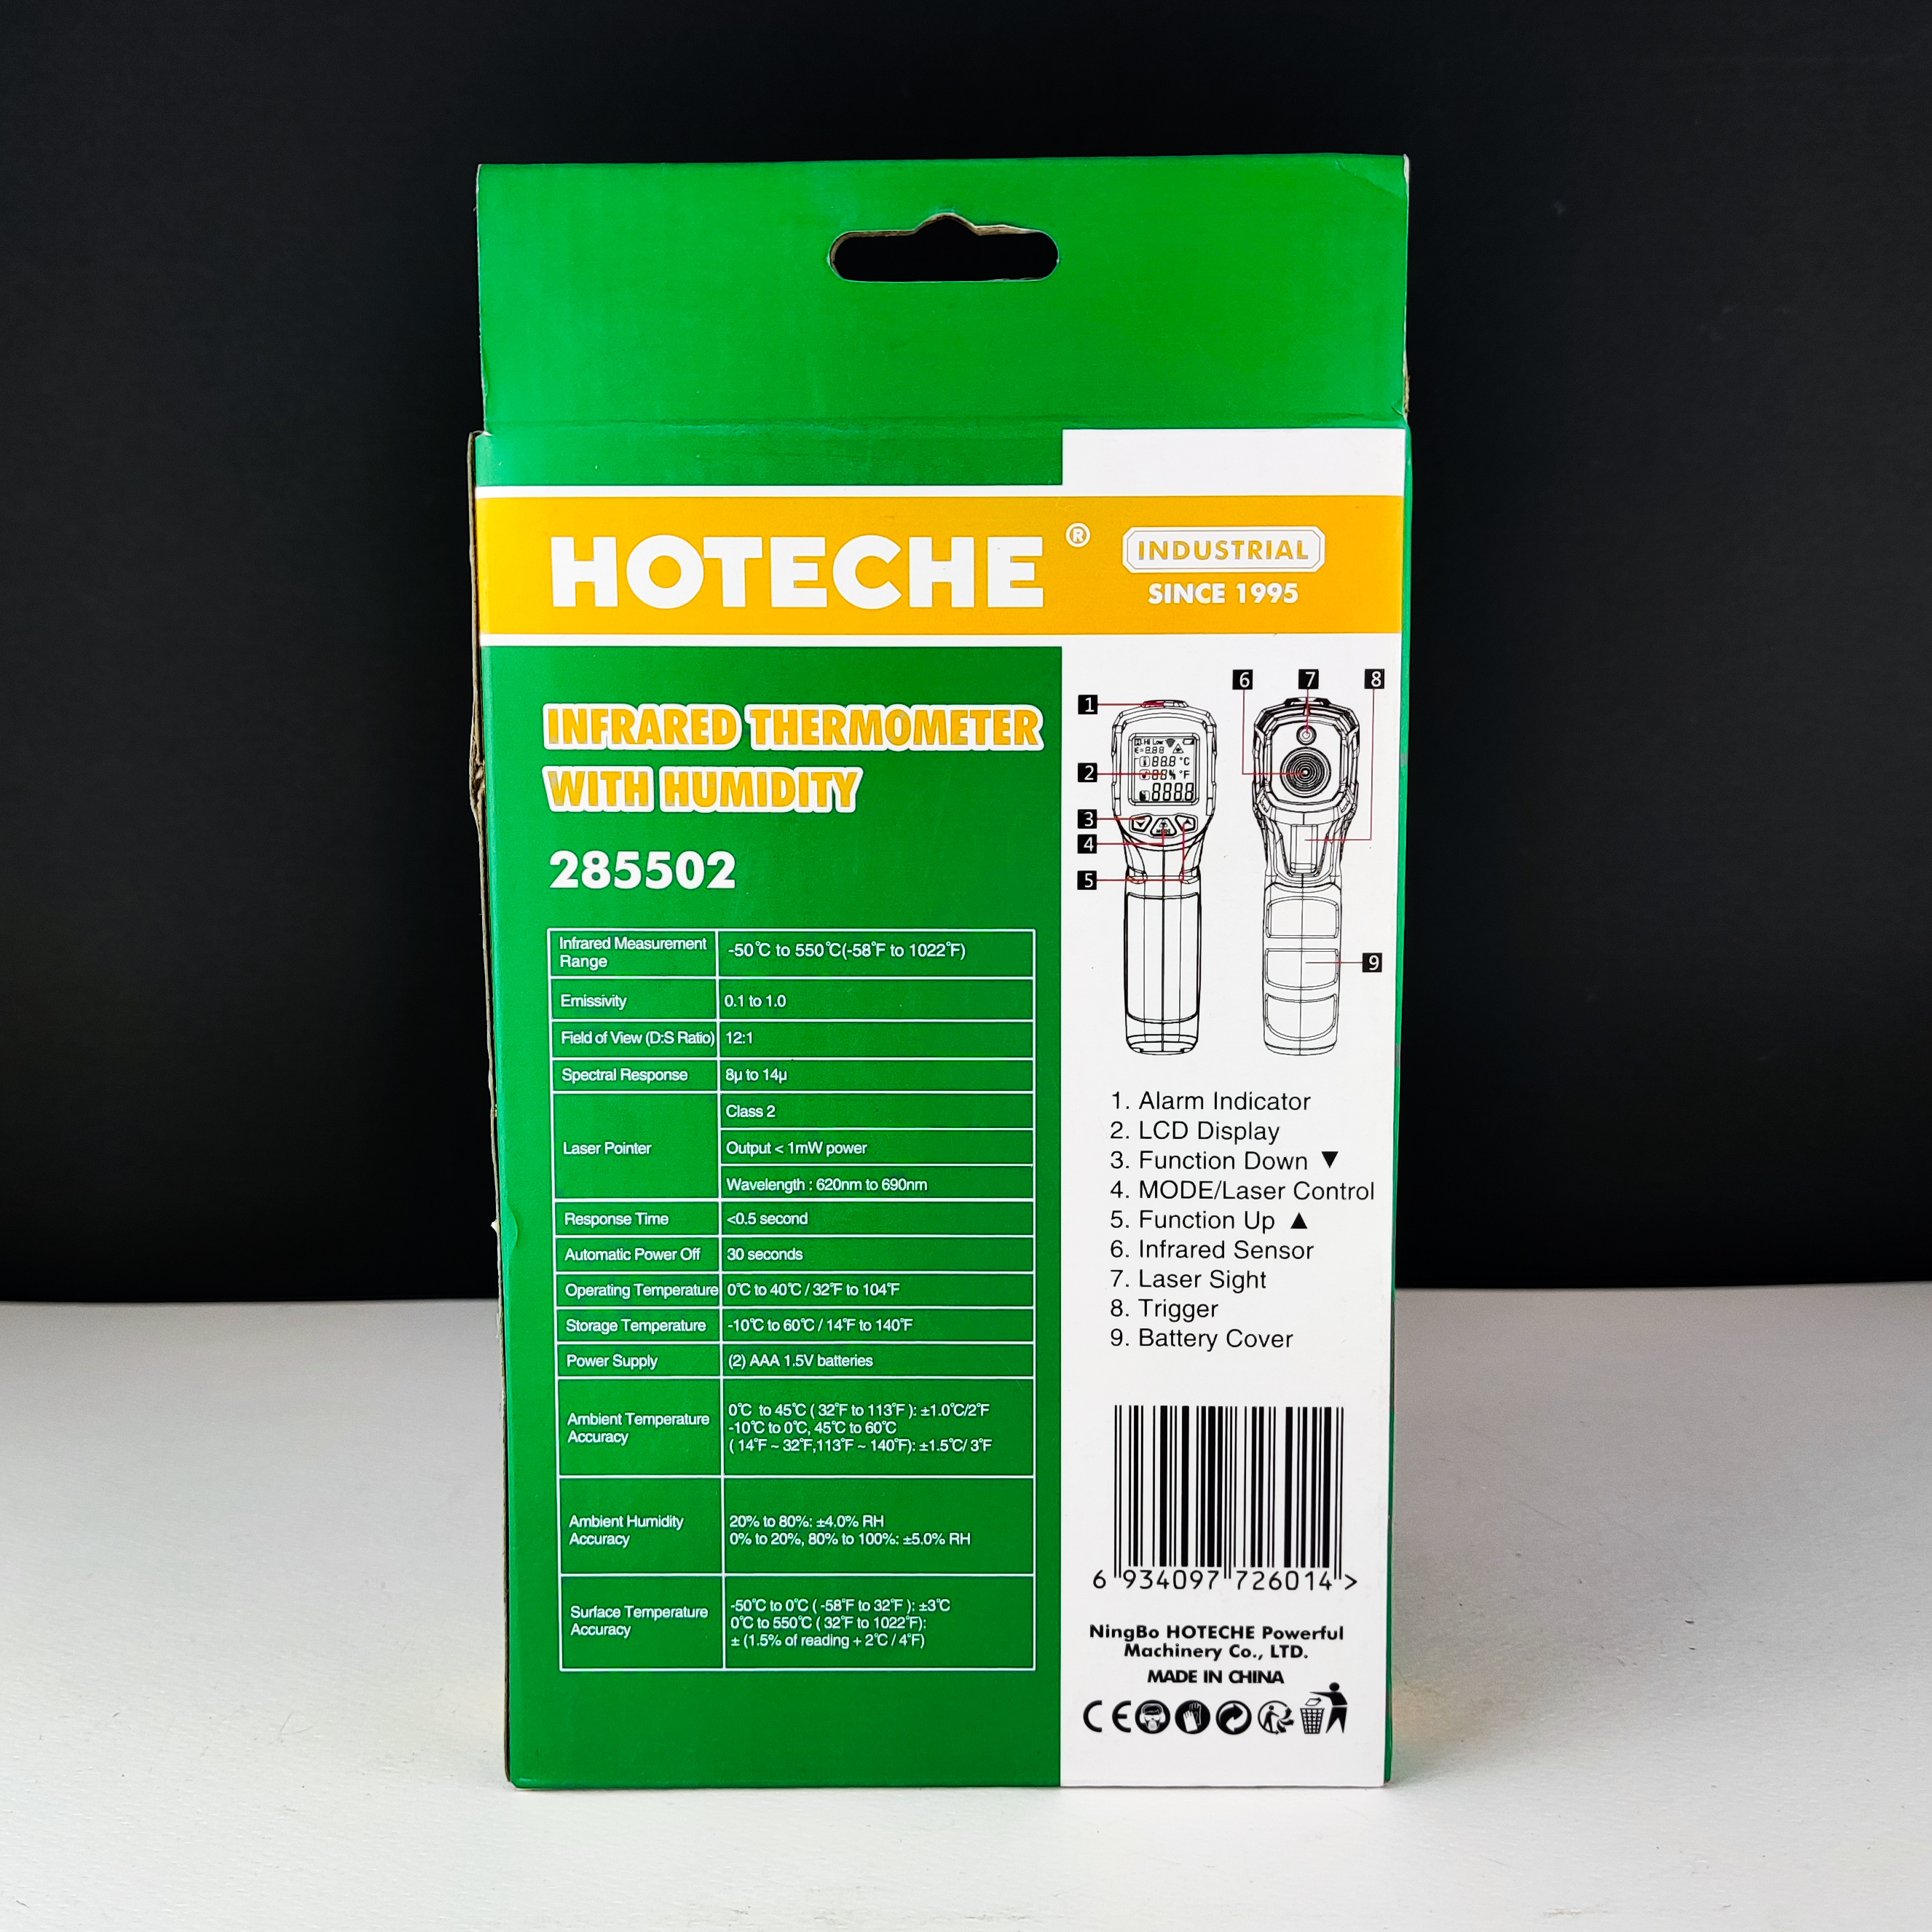 HOTECHE ®
INDUSTRIAL
SINCE 1995
INFRARED THERMOMETER
WITH HUMIDITY
285502
Infrared Measurement
Range
-50℃ to 550℃(-58℉ to 1022℉)
Emissivity
0.1 to 1.0
Field of View (D:S Ratio)
12:1
Spectral Response
8μ to 14μ
Laser Pointer
Class 2
Output < 1mW power
Wavelength : 620nm to 690nm
Response Time
<0.5 second
Automatic Power Off
30 seconds
Operating Temperature
0℃ to 40℃ / 32℉ to 104℉
Storage Temperature
-10℃ to 60℃ / 14℉ to 140℉
Power Supply
(2) AAA 1.5V batteries
Ambient Temperature
Accuracy
0℃ to 45℃ ( 32℉ to 113℉ ): ±1.0℃/2℉
-10℃ to 0℃, 45℃ to 60℃
( 14℉ ~ 32℉,113℉ ~ 140℉): ±1.5℃/ 3℉
Ambient Humidity
Accuracy
20% to 80%: ±4.0% RH
0% to 20%, 80% to 100%: ±5.0% RH
Surface Temperature
Accuracy
-50℃ to 0℃ ( -58℉ to 32℉ ): ±3℃
0℃ to 550℃ ( 32℉ to 1022℉):
± (1.5% of reading + 2℃ / 4℉)
6 7 8
1
Hi Low
ε=8.88
88.8 °C
2
88% °F
888.8
3
MODE
4
5
9
1. Alarm Indicator
2. LCD Display
3. Function Down ▼
4. MODE/Laser Control
5. Function Up ▲
6. Infrared Sensor
7. Laser Sight
8. Trigger
9. Battery Cover
6 934097 726014 >
NingBo HOTECHE Powerful
Machinery Co., LTD.
MADE IN CHINA
CE